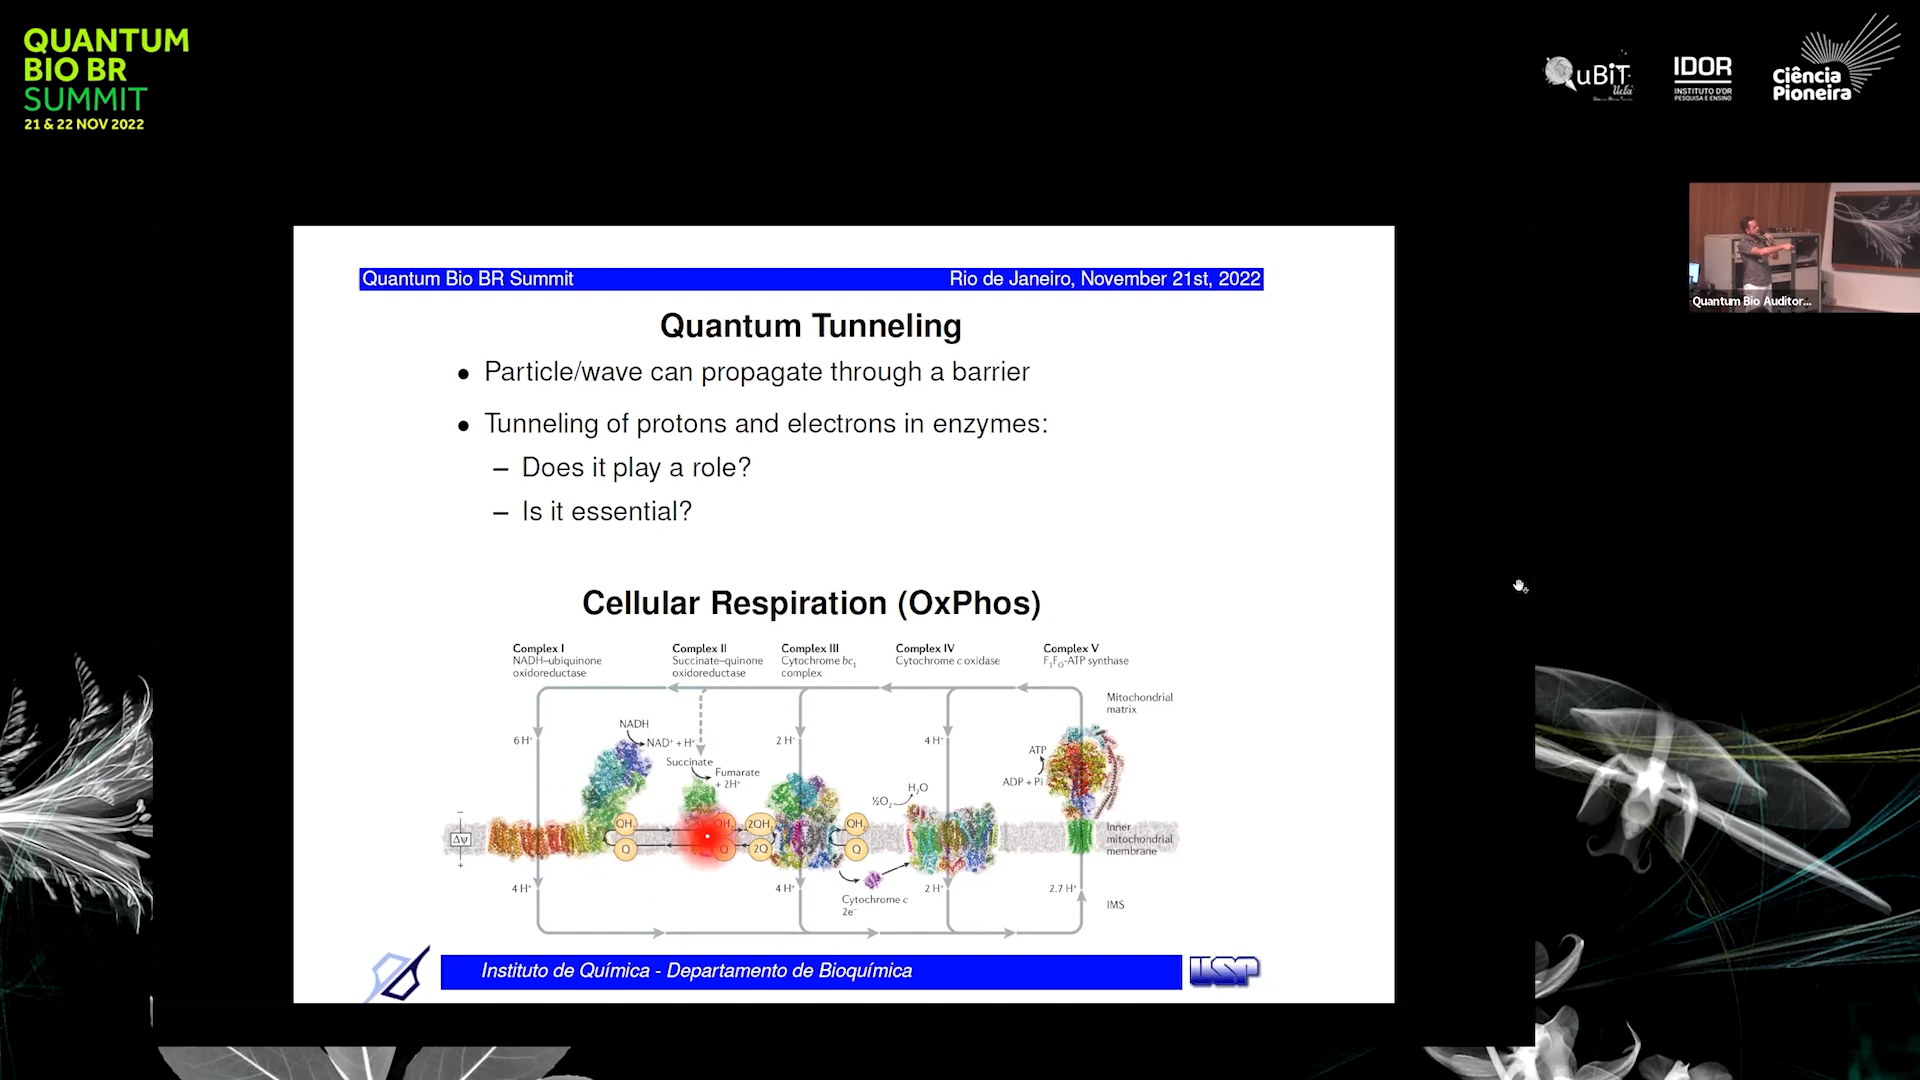 QUANTUM
BIO BR
SUMMIT
21 & 22 NOV 2022
QuBiT
Ucla
IDOR
INSTITUTO D'OR
PESQUISA E ENSINO
Ciência
Pioneira
Quantum Bio Auditor...
Quantum Bio BR Summit Rio de Janeiro, November 21st, 2022
Quantum Tunneling
• Particle/wave can propagate through a barrier
• Tunneling of protons and electrons in enzymes:
– Does it play a role?
– Is it essential?
Cellular Respiration (OxPhos)
Complex I
NADH–ubiquinone
oxidoreductase
Complex II
Succinate–quinone
oxidoreductase
Complex III
Cytochrome bc₁
complex
Complex IV
Cytochrome c oxidase
Complex V
F₁F₀-ATP synthase
Mitochondrial
matrix
NADH
NAD⁺ + H⁺
6 H⁺
2 H⁺
4 H⁺
Succinate
Fumarate
+ 2H⁺
ATP
ADP + Pi
H₂O
½O₂
QH₂
Q
QH₂
Q
2QH₂
2Q
QH₂
Q
Δψ
–
+
Inner
mitochondrial
membrane
4 H⁺
4 H⁺
2 H⁺
2.7 H⁺
Cytochrome c
2e⁻
IMS
Instituto de Química - Departamento de Bioquímica
USP